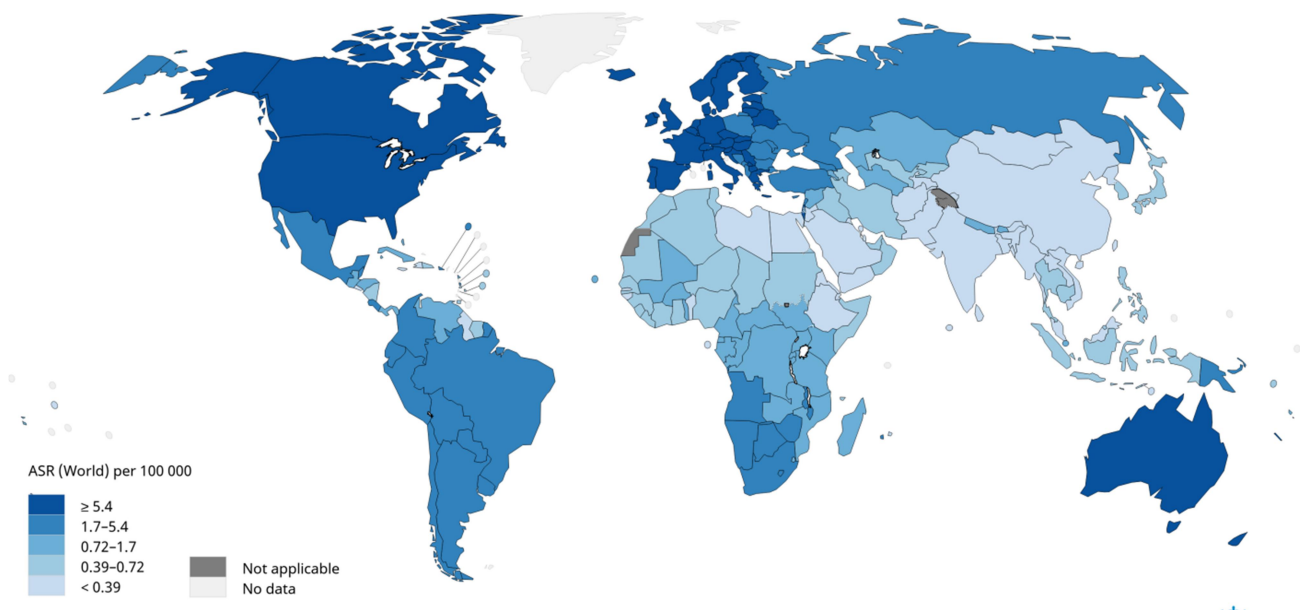 ASR (World) per 100 000
≥ 5.4
1.7–5.4
0.72–1.7
0.39–0.72
< 0.39
Not applicable
No data